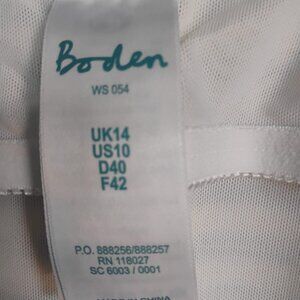 Boden
WS 054
UK14
US10
D40
F42
P.O. 888256/888257
RN 118027
SC 6003 / 0001